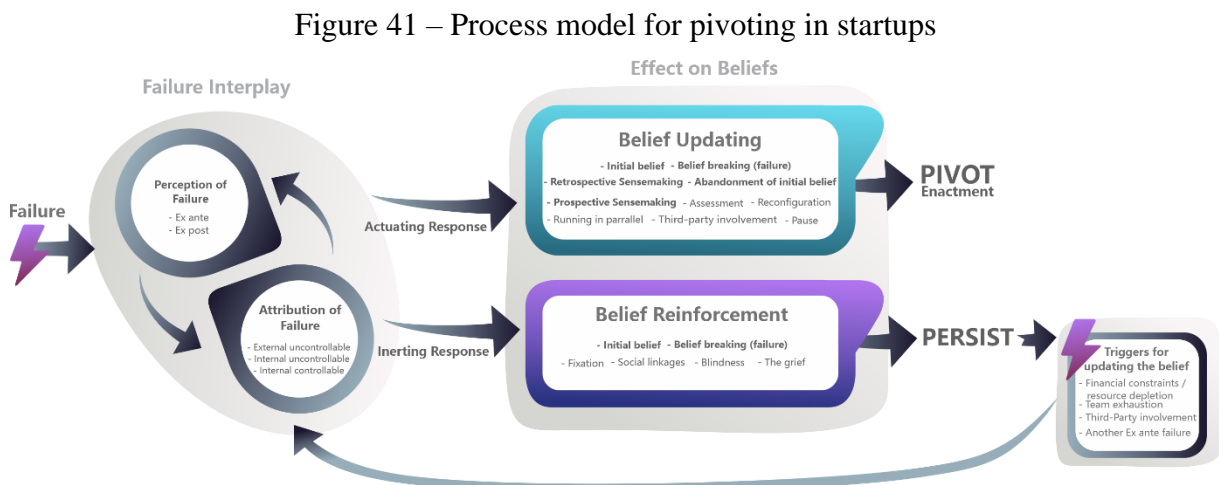 Figure 41 – Process model for pivoting in startups
Failure Interplay
Effect on Beliefs
Failure
Perception of
Failure
- Ex ante
- Ex post
Attribution of
Failure
- External uncontrollable
- Internal uncontrollable
- Internal controllable
Actuating Response
Inerting Response
Belief Updating
- Initial belief - Belief breaking (failure)
- Retrospective Sensemaking - Abandonment of initial belief
- Prospective Sensemaking - Assessment - Reconfiguration
- Running in parrallel - Third-party involvement - Pause
PIVOT
Enactment
Belief Reinforcement
- Initial belief - Belief breaking (failure)
- Fixation - Social linkages - Blindness - The grief
PERSIST
Triggers for
updating the belief
- Financial constraints /
resource depletion
- Team exhaustion
- Third-Party involvement
- Another Ex ante failure